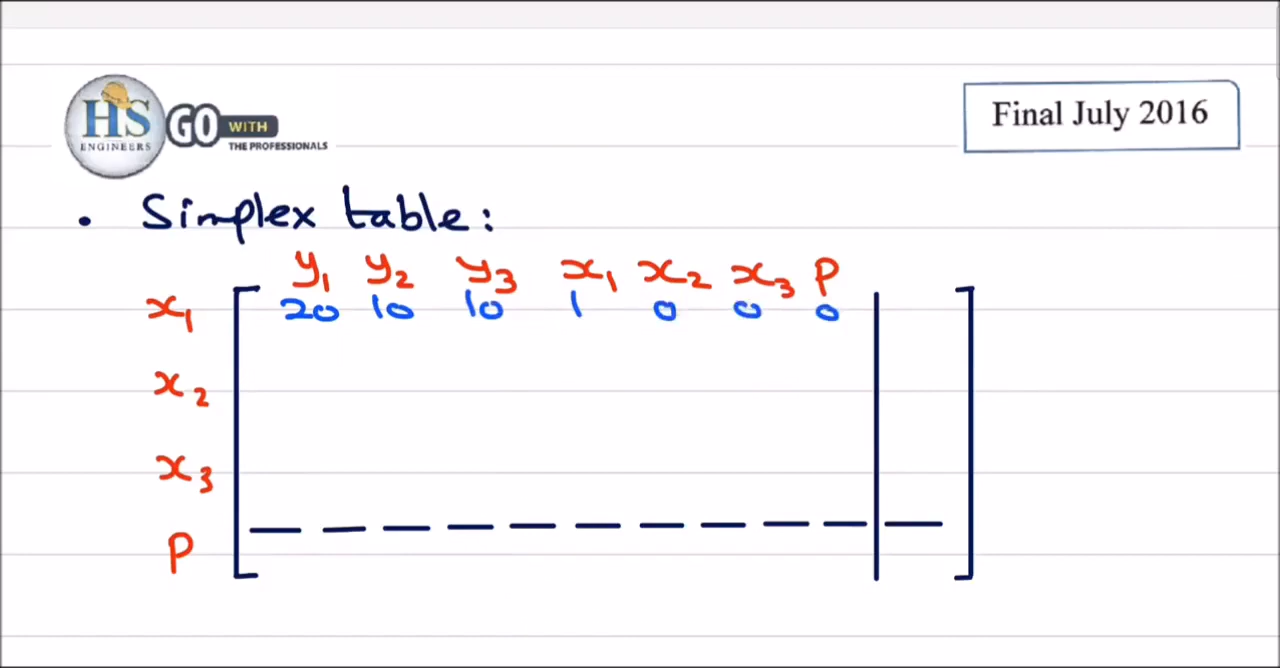 HS
ENGINEERS
GO WITH
THE PROFESSIONALS
Final July 2016
• Simplex table:
y₁ y₂ y₃ x₁ x₂ x₃ P
x₁ 20 10 10 1 0 0 0
x₂
x₃
P